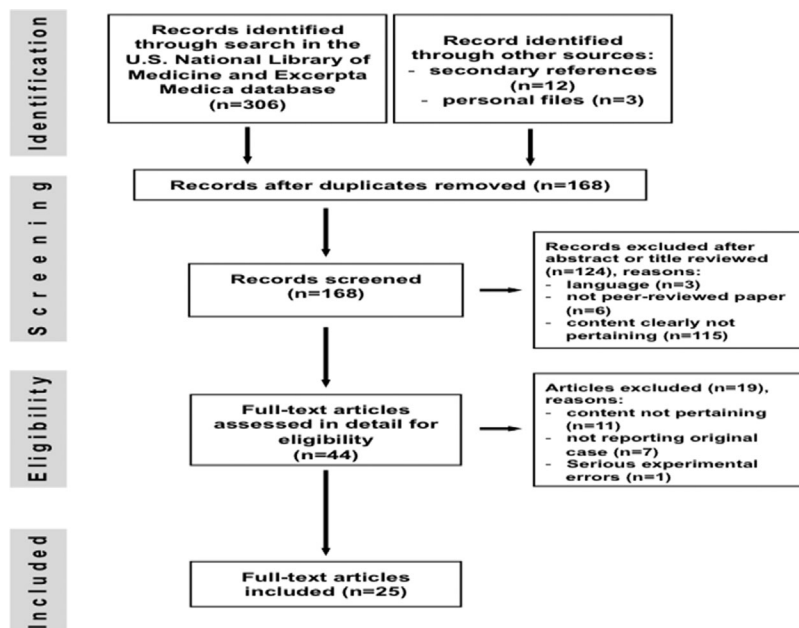 Identification
Records identified
through search in the
U.S. National Library of
Medicine and Excerpta
Medica database
(n=306)
Record identified
through other sources:
- secondary references
(n=12)
- personal files (n=3)
Screening
Records after duplicates removed (n=168)
Records screened
(n=168)
Records excluded after
abstract or title reviewed
(n=124), reasons:
- language (n=3)
- not peer-reviewed paper
(n=6)
- content clearly not
pertaining (n=115)
Eligibility
Full-text articles
assessed in detail for
eligibility
(n=44)
Articles excluded (n=19),
reasons:
- content not pertaining
(n=11)
- not reporting original
case (n=7)
- Serious experimental
errors (n=1)
Included
Full-text articles
included (n=25)